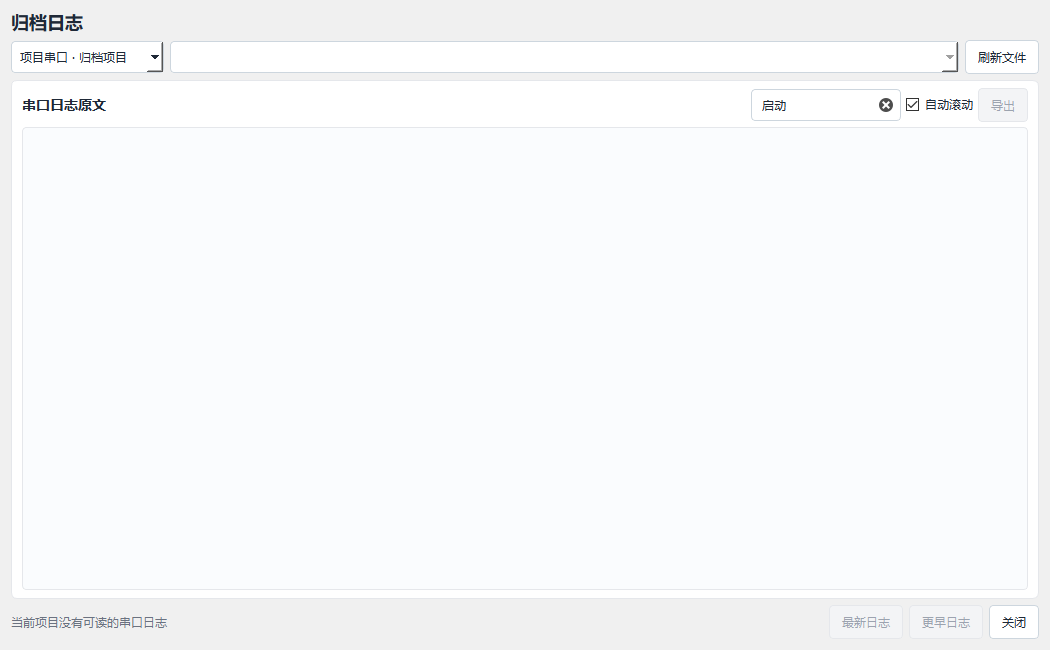 归档日志
项目串口 · 归档项目 刷新文件
串口日志原文 启动 自动滚动 导出
当前项目没有可读的串口日志 最新日志 更早日志 关闭